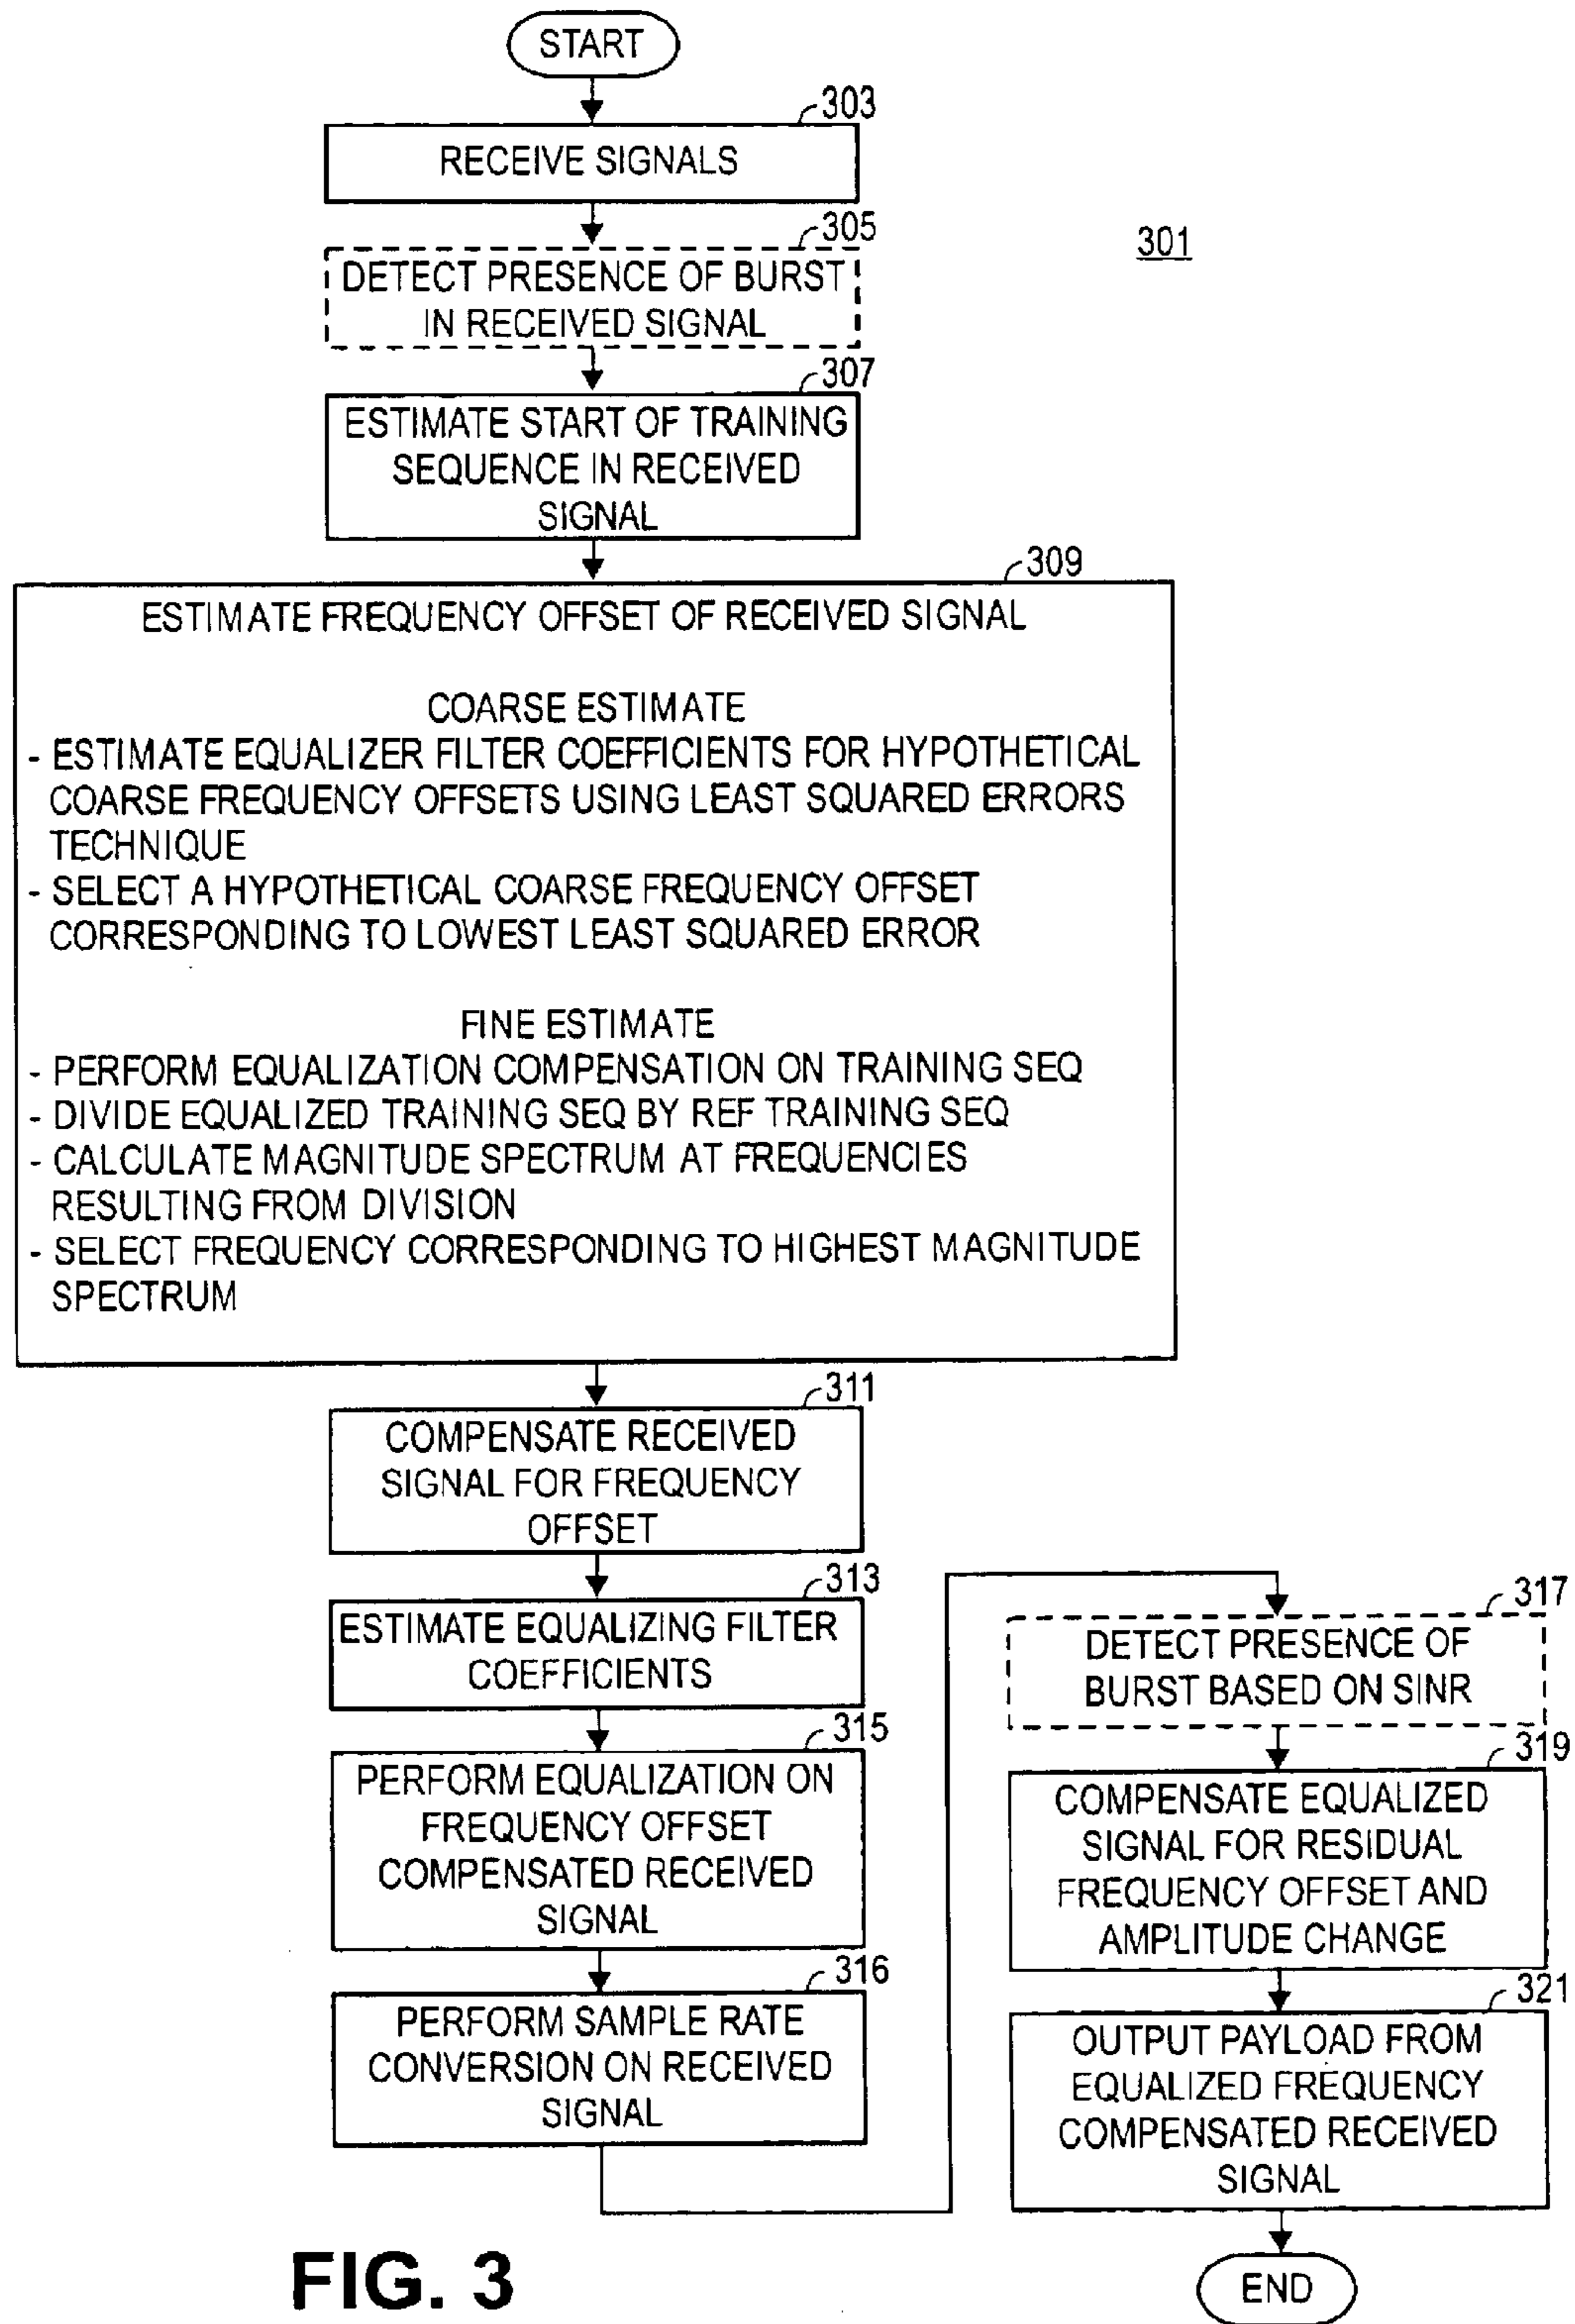 START
303
RECEIVE SIGNALS
305
DETECT PRESENCE OF BURST
IN RECEIVED SIGNAL
301
307
ESTIMATE START OF TRAINING
SEQUENCE IN RECEIVED
SIGNAL
309
ESTIMATE FREQUENCY OFFSET OF RECEIVED SIGNAL
COARSE ESTIMATE
- ESTIMATE EQUALIZER FILTER COEFFICIENTS FOR HYPOTHETICAL
COARSE FREQUENCY OFFSETS USING LEAST SQUARED ERRORS
TECHNIQUE
- SELECT A HYPOTHETICAL COARSE FREQUENCY OFFSET
CORRESPONDING TO LOWEST LEAST SQUARED ERROR
FINE ESTIMATE
- PERFORM EQUALIZATION COMPENSATION ON TRAINING SEQ
- DIVIDE EQUALIZED TRAINING SEQ BY REF TRAINING SEQ
- CALCULATE MAGNITUDE SPECTRUM AT FREQUENCIES
RESULTING FROM DIVISION
- SELECT FREQUENCY CORRESPONDING TO HIGHEST MAGNITUDE
SPECTRUM
311
COMPENSATE RECEIVED
SIGNAL FOR FREQUENCY
OFFSET
313
ESTIMATE EQUALIZING FILTER
COEFFICIENTS
315
PERFORM EQUALIZATION ON
FREQUENCY OFFSET
COMPENSATED RECEIVED
SIGNAL
316
PERFORM SAMPLE RATE
CONVERSION ON RECEIVED
SIGNAL
317
DETECT PRESENCE OF
BURST BASED ON SINR
319
COMPENSATE EQUALIZED
SIGNAL FOR RESIDUAL
FREQUENCY OFFSET AND
AMPLITUDE CHANGE
321
OUTPUT PAYLOAD FROM
EQUALIZED FREQUENCY
COMPENSATED RECEIVED
SIGNAL
END
FIG. 3